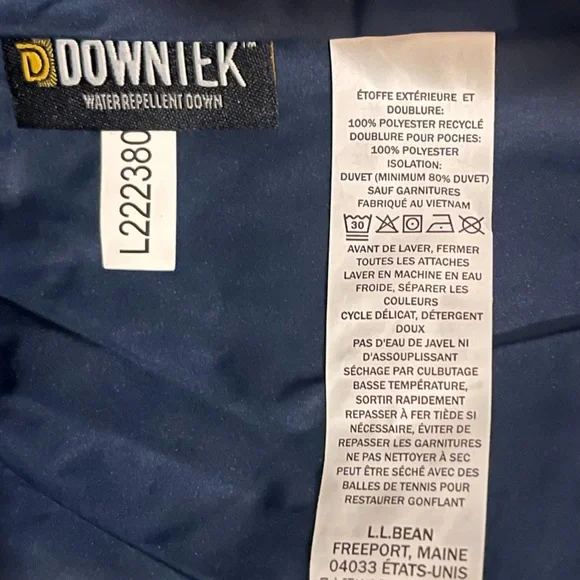 DOWNTEK™
WATER REPELLENT DOWN
L222380
ÉTOFFE EXTÉRIEURE ET
DOUBLURE:
100% POLYESTER RECYCLÉ
DOUBLURE POUR POCHES:
100% POLYESTER
ISOLATION:
DUVET (MINIMUM 80% DUVET)
SAUF GARNITURES
FABRIQUÉ AU VIETNAM
30
AVANT DE LAVER, FERMER
TOUTES LES ATTACHES
LAVER EN MACHINE EN EAU
FROIDE, SÉPARER LES
COULEURS
CYCLE DÉLICAT, DÉTERGENT
DOUX
PAS D'EAU DE JAVEL NI
D'ASSOUPLISSANT
SÉCHAGE PAR CULBUTAGE
BASSE TEMPÉRATURE,
SORTIR RAPIDEMENT
REPASSER À FER TIÈDE SI
NÉCESSAIRE, ÉVITER DE
REPASSER LES GARNITURES
NE PAS NETTOYER À SEC
PEUT ÊTRE SÉCHÉ AVEC DES
BALLES DE TENNIS POUR
RESTAURER GONFLANT
L.L.BEAN
FREEPORT, MAINE
04033 ÉTATS-UNIS